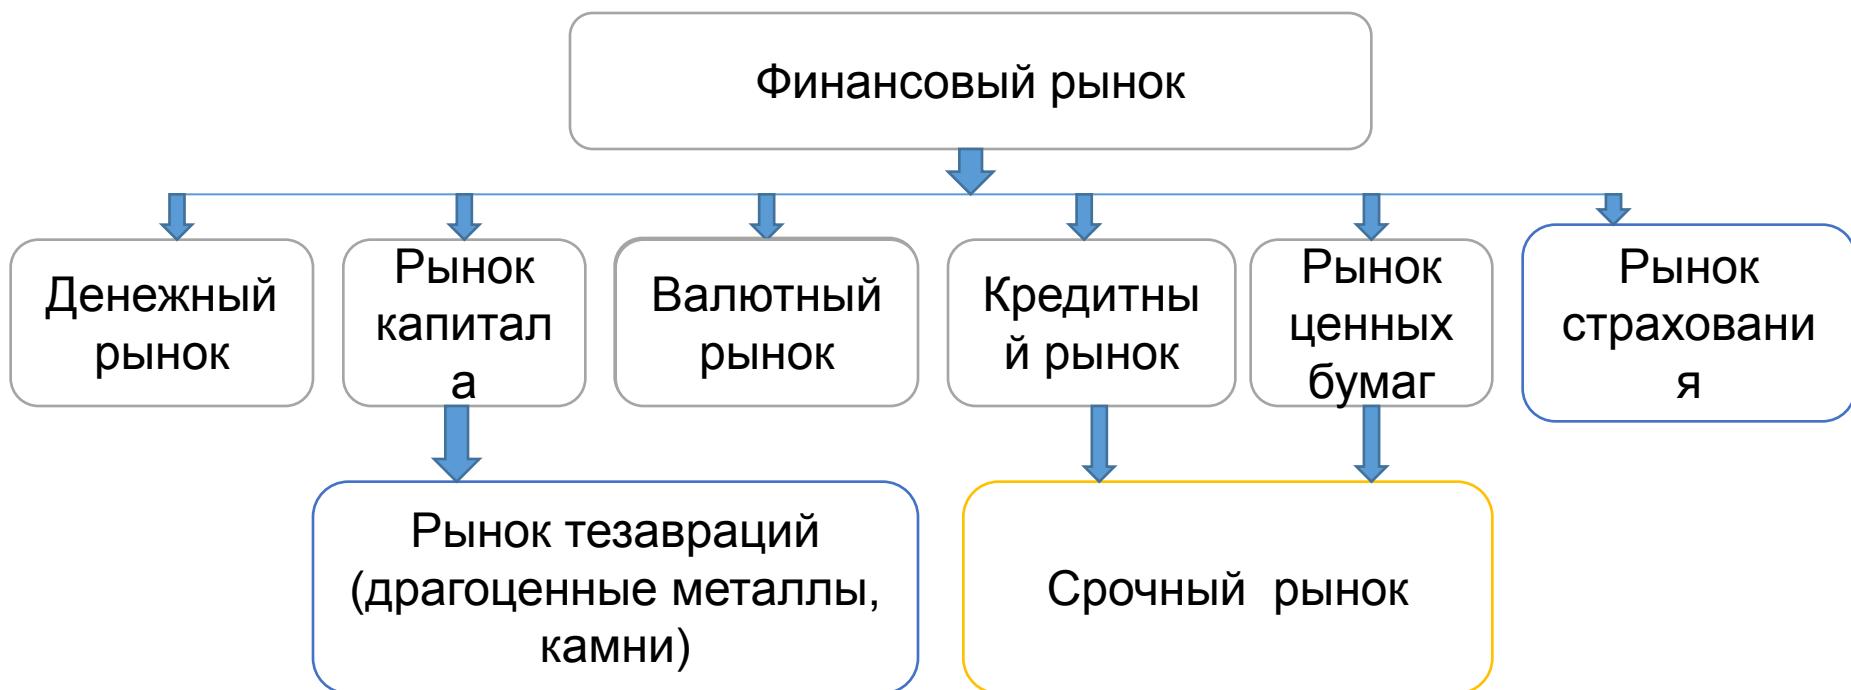 Финансовый рынок
Денежный
рынок
Рынок
капитал
а
Валютный
рынок
Кредитны
й рынок
Рынок
ценных
бумаг
Рынок
страховани
я
Рынок тезавраций
(драгоценные металлы,
камни)
Срочный  рынок